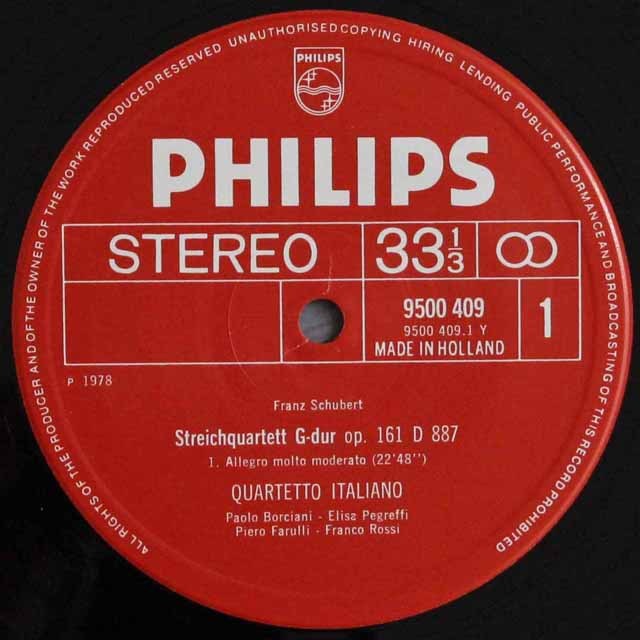 ALL RIGHTS OF THE PRODUCER AND OF THE OWNER OF THE WORK REPRODUCED RESERVED UNAUTHORISED COPYING HIRING LENDING PUBLIC PERFORMANCE AND BROADCASTING OF THIS RECORD PROHIBITED
PHILIPS
PHILIPS
STEREO 33 1/3
9500 409 1
9500 409.1 Y
MADE IN HOLLAND
P 1978
Franz Schubert
Streichquartett G-dur op. 161 D 887
1. Allegro molto moderato (22'48'')
QUARTETTO ITALIANO
Paolo Borciani - Elisa Pegreffi
Piero Farulli - Franco Rossi